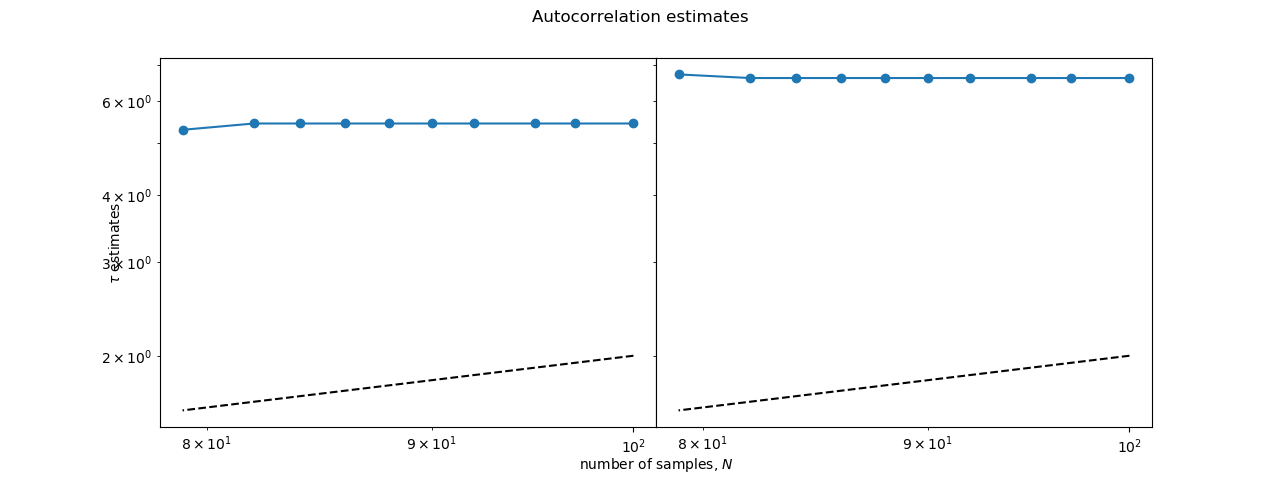 Autocorrelation estimates
6 × 10⁰
4 × 10⁰
3 × 10⁰
2 × 10⁰
τ estimates
8 × 10¹
9 × 10¹
10²
8 × 10¹
9 × 10¹
10²
number of samples, N